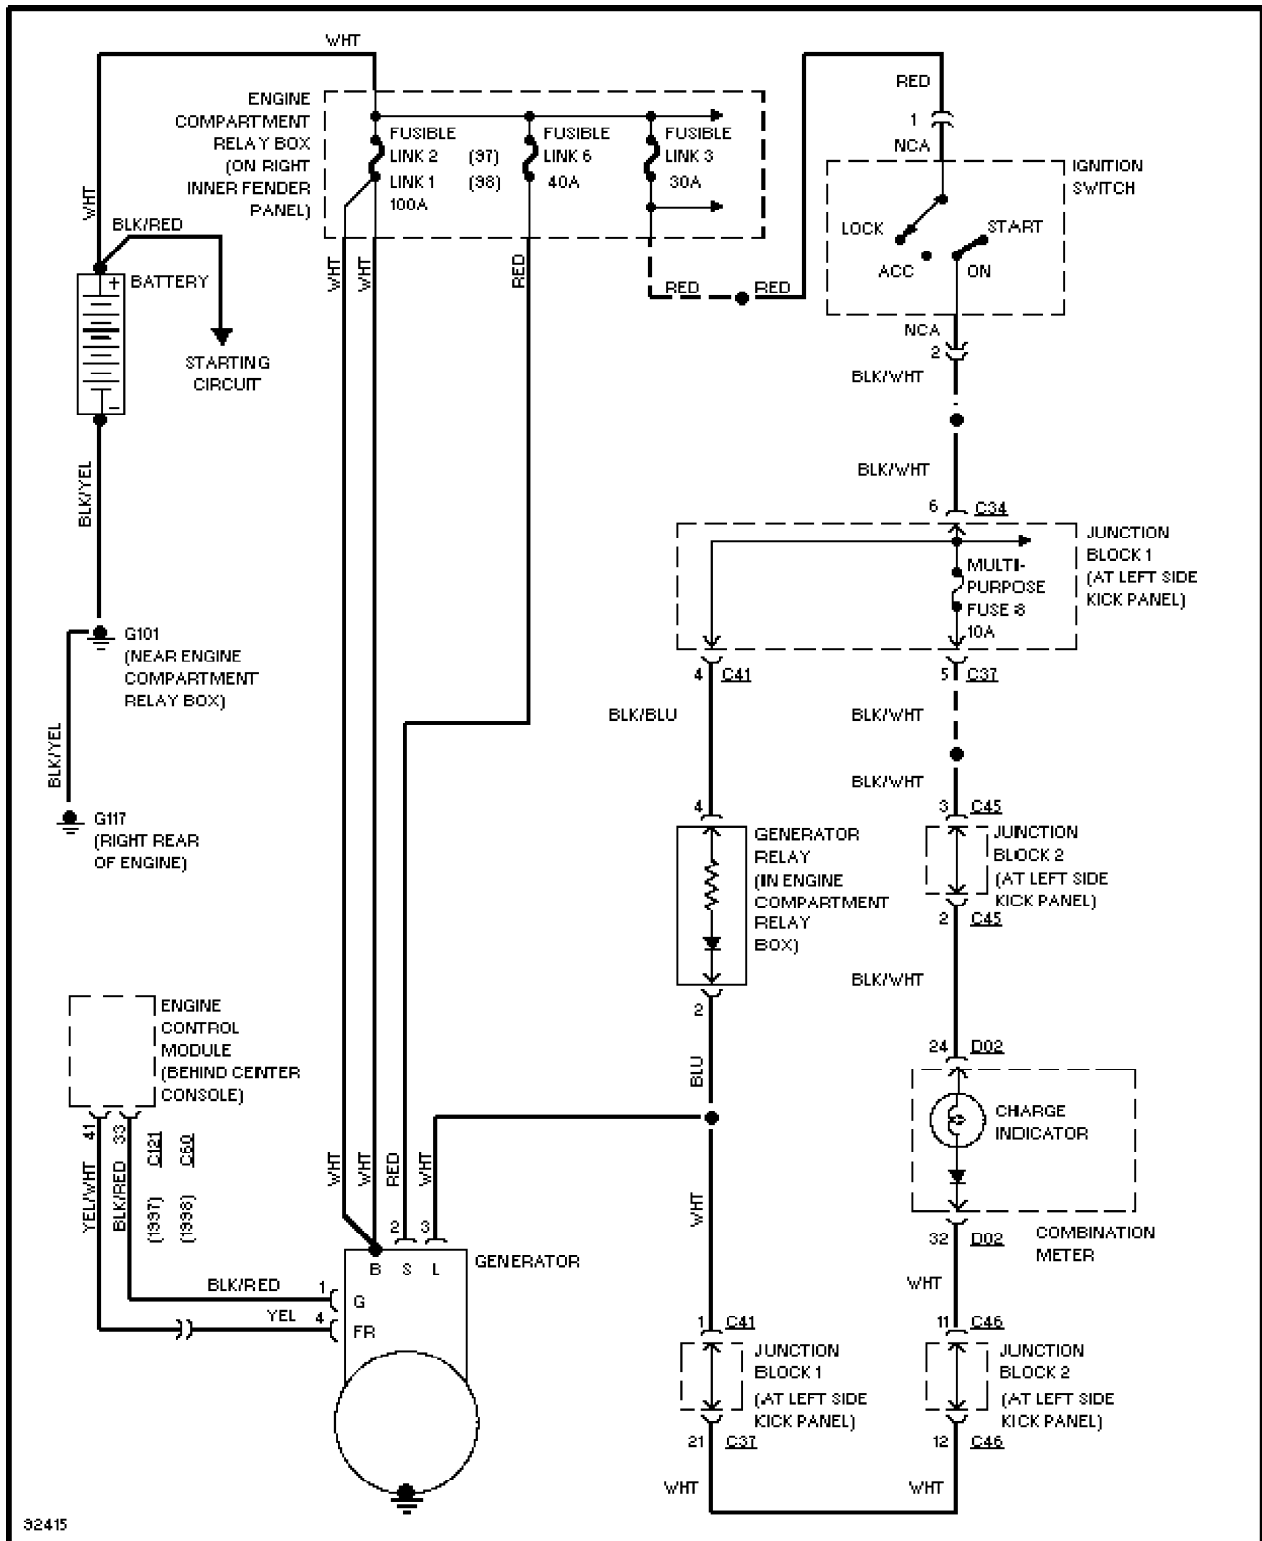 WHT
ENGINE
COMPARTMENT
RELAY BOX
(ON RIGHT
INNER FENDER
PANEL)
FUSIBLE
LINK 2 (97)
LINK 1 (98)
100A
FUSIBLE
LINK 6
40A
FUSIBLE
LINK 3
30A
RED
1
NCA
IGNITION
SWITCH
LOCK
START
ACC
ON
NCA
2
BLK/WHT
WHT
BLK/RED
BATTERY
+
-
STARTING
CIRCUIT
WHT
WHT
RED
RED
RED
BLK/YEL
BLK/WHT
6 C34
JUNCTION
BLOCK 1
(AT LEFT SIDE
KICK PANEL)
MULTI-
PURPOSE
FUSE 8
10A
4 C41
5 C37
G101
(NEAR ENGINE
COMPARTMENT
RELAY BOX)
BLK/YEL
BLK/BLU
BLK/WHT
BLK/WHT
G117
(RIGHT REAR
OF ENGINE)
4
GENERATOR
RELAY
(IN ENGINE
COMPARTMENT
RELAY
BOX)
2
3 C45
JUNCTION
BLOCK 2
(AT LEFT SIDE
KICK PANEL)
2 C45
BLK/WHT
ENGINE
CONTROL
MODULE
(BEHIND CENTER
CONSOLE)
41
33
C121
C60
YEL/WHT
BLK/RED
(1997)
(1998)
BLU
24 D02
CHARGE
INDICATOR
32 D02
COMBINATION
METER
WHT
WHT
RED
WHT
2
3
B S L
GENERATOR
WHT
WHT
BLK/RED 1
G
YEL 4
FR
1 C41
JUNCTION
BLOCK 1
(AT LEFT SIDE
KICK PANEL)
21 C37
WHT
11 C46
JUNCTION
BLOCK 2
(AT LEFT SIDE
KICK PANEL)
12 C46
WHT
92415